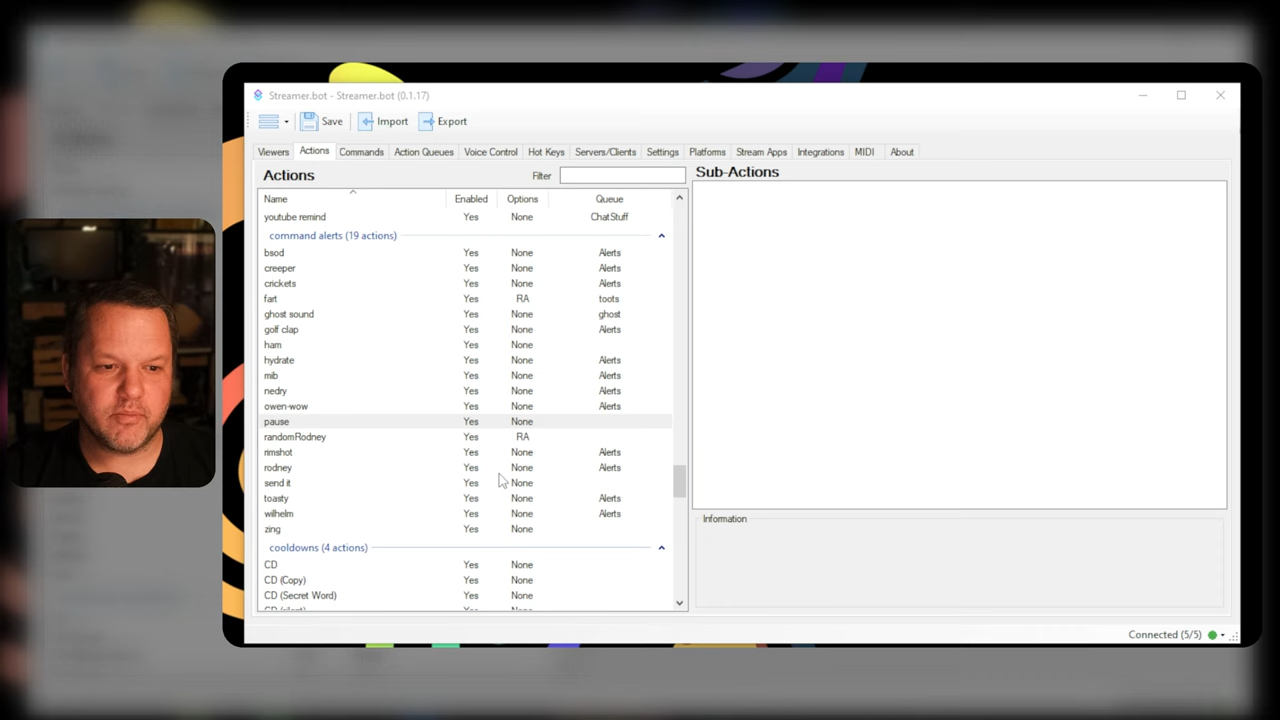 Streamer.bot - Streamer.bot (0.1.17)
Save Import Export
Viewers Actions Commands Action Queues Voice Control Hot Keys Servers/Clients Settings Platforms Stream Apps Integrations MIDI About
Actions Filter Sub-Actions
Name Enabled Options Queue
youtube remind Yes None ChatStuff
command alerts (19 actions)
bsod Yes None Alerts
creeper Yes None Alerts
crickets Yes None Alerts
fart Yes RA toots
ghost sound Yes None ghost
golf clap Yes None Alerts
ham Yes None
hydrate Yes None Alerts
mib Yes None Alerts
nedry Yes None Alerts
owen-wow Yes None Alerts
pause Yes None
randomRodney Yes RA
rimshot Yes None Alerts
rodney Yes None Alerts
send it Yes None
toasty Yes None Alerts
wilhelm Yes None Alerts
zing Yes None
Information
cooldowns (4 actions)
CD Yes None
CD (Copy) Yes None
CD (Secret Word) Yes None
CD (silent) Yes None
Connected (5/5)